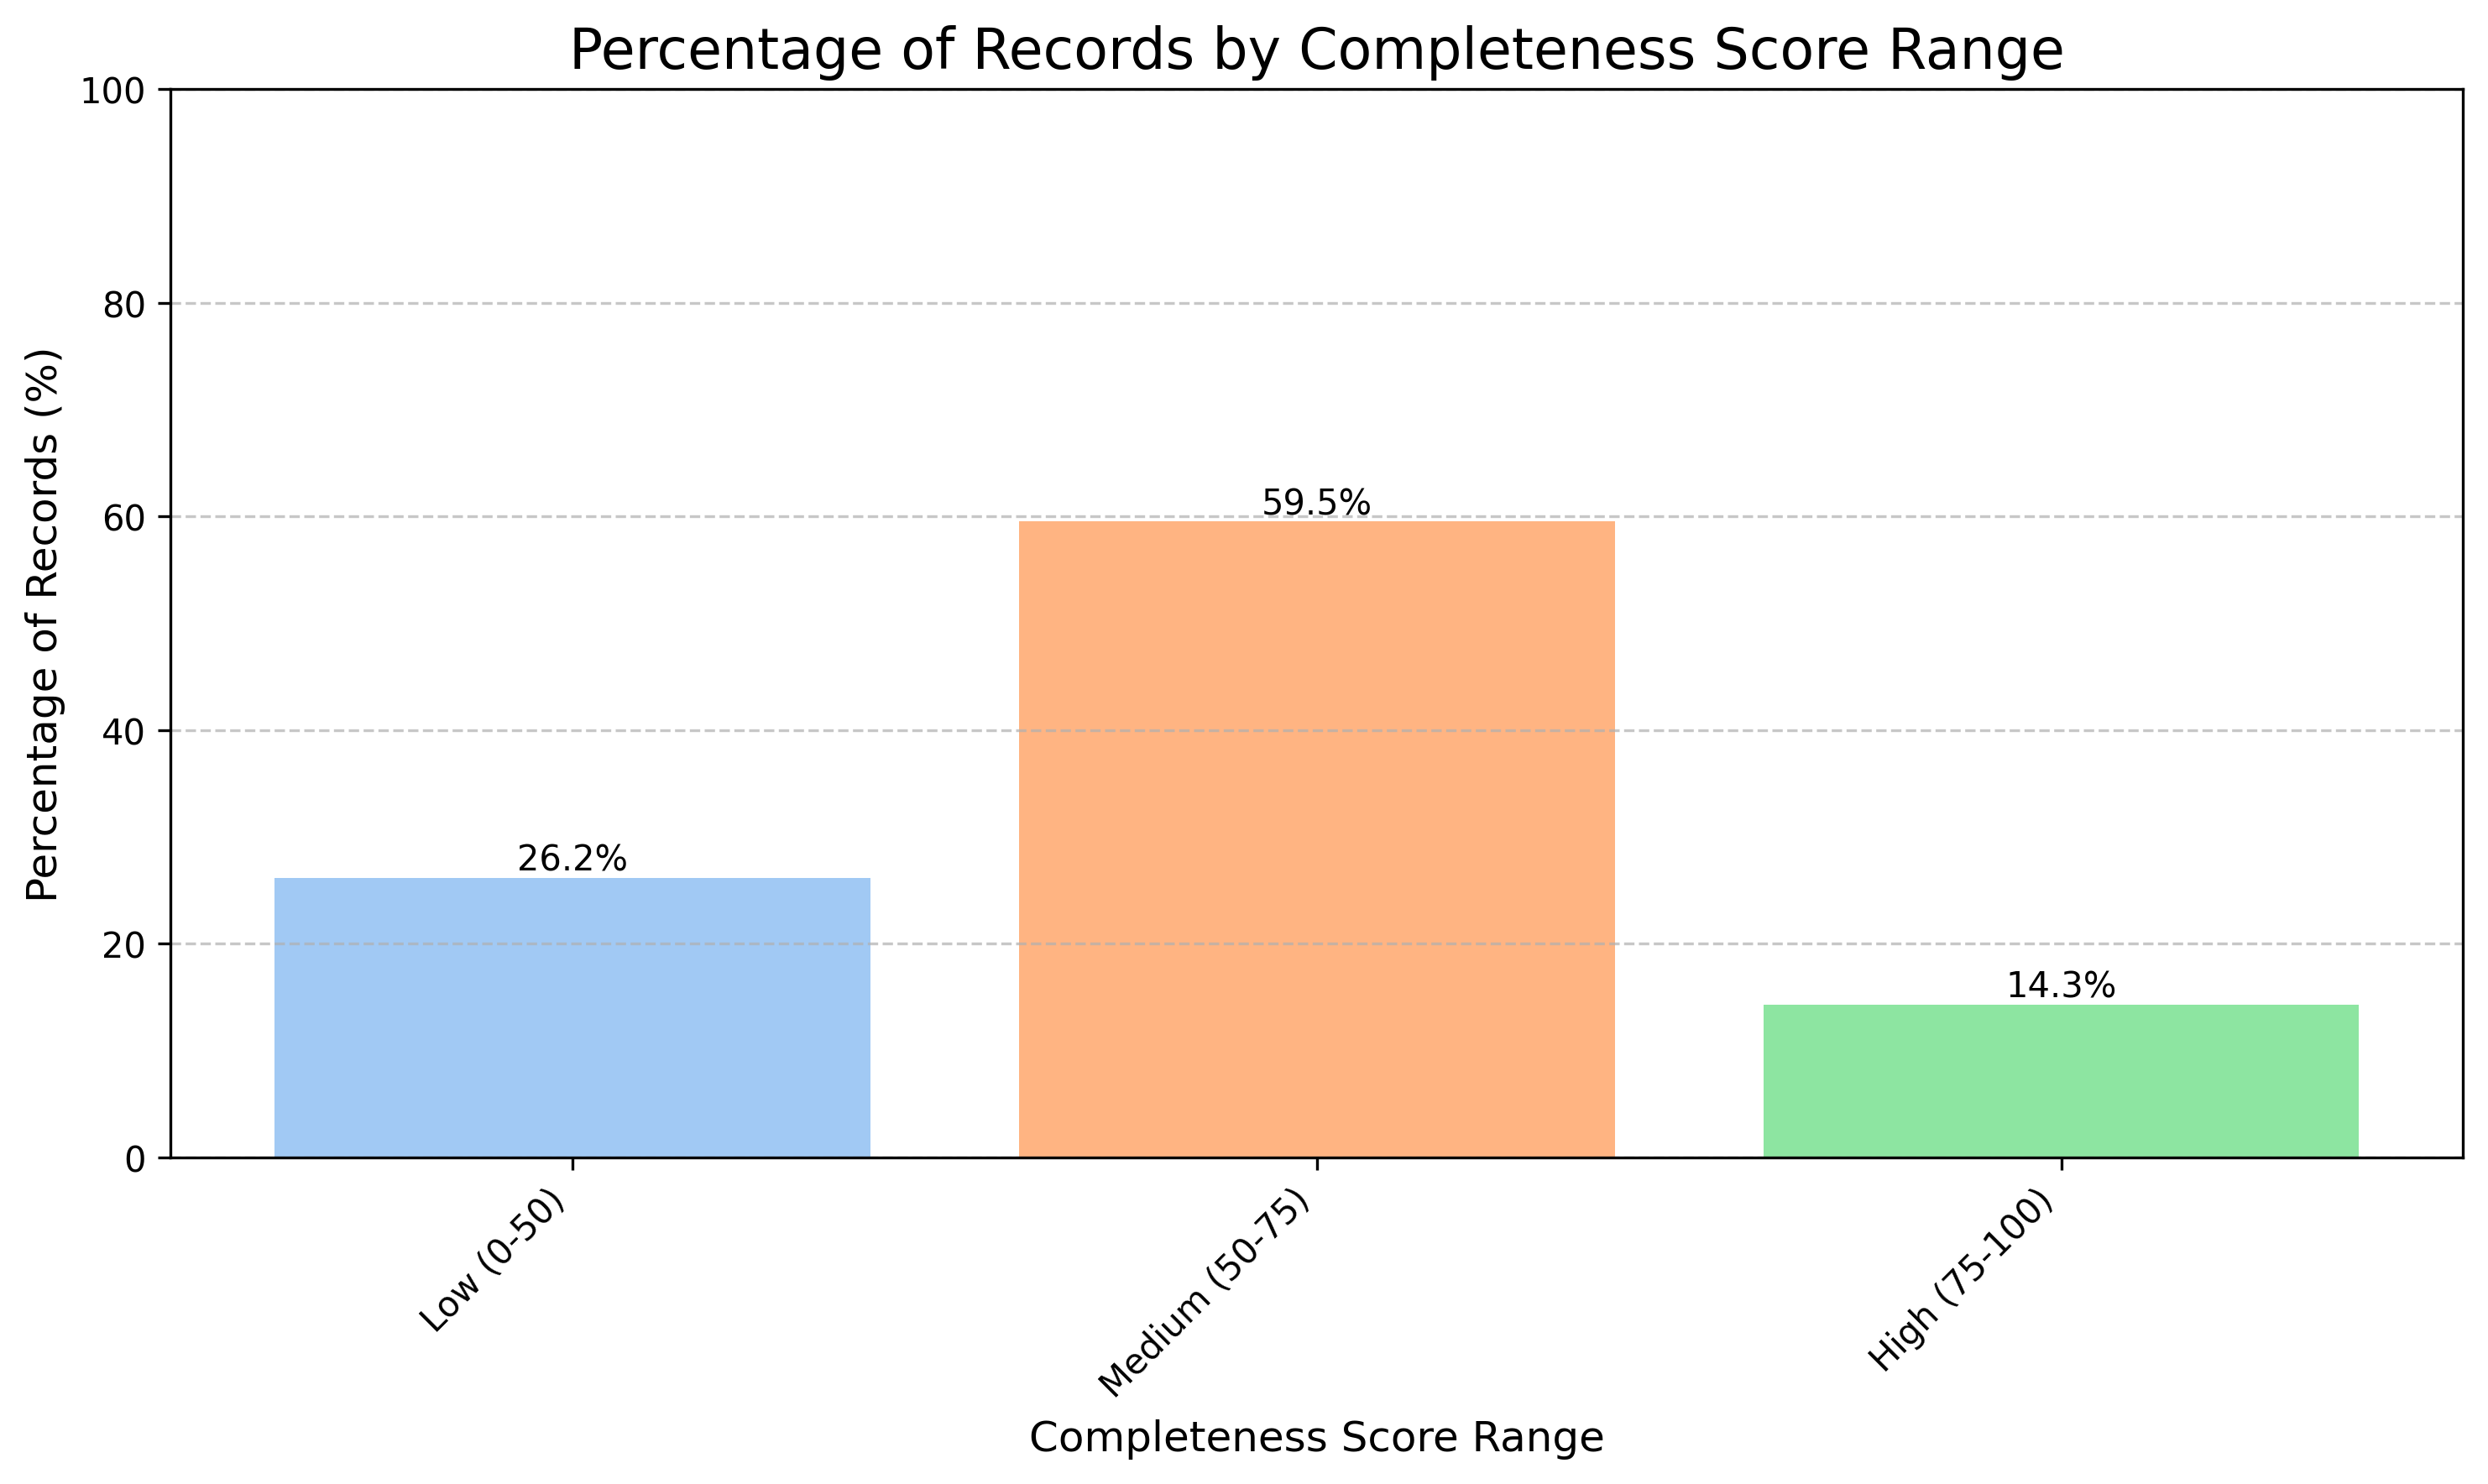 Percentage of Records by Completeness Score Range
Percentage of Records (%)
100
80
60
40
20
0
26.2%
59.5%
14.3%
Low (0-50)
Medium (50-75)
High (75-100)
Completeness Score Range